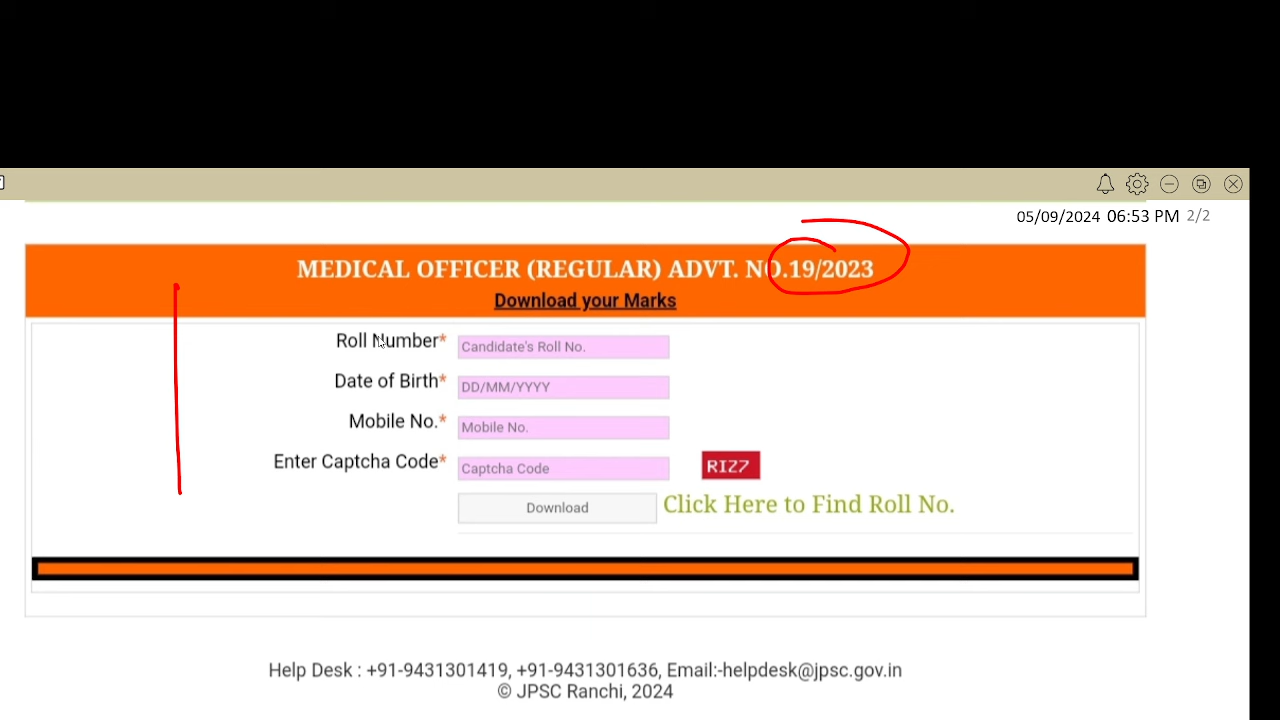 05/09/2024 06:53 PM 2/2
MEDICAL OFFICER (REGULAR) ADVT. NO.19/2023
Download your Marks
Roll Number* Candidate's Roll No.
Date of Birth* DD/MM/YYYY
Mobile No.* Mobile No.
Enter Captcha Code* Captcha Code RIZ7
Download Click Here to Find Roll No.
Help Desk : +91-9431301419, +91-9431301636, Email:-helpdesk@jpsc.gov.in
© JPSC Ranchi, 2024